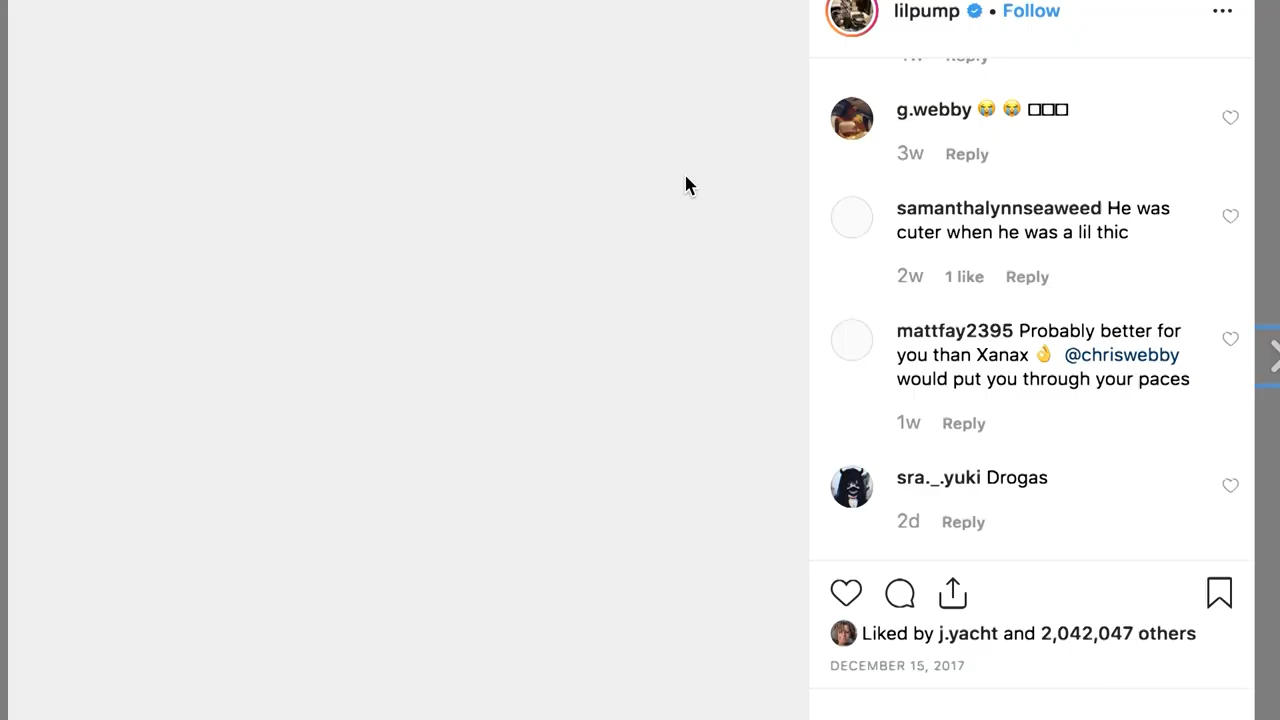 lilpump • Follow
Reply
g.webby 😭 😭 □□□
3w Reply
samanthalynnseaweed He was
cuter when he was a lil thic
2w 1 like Reply
mattfay2395 Probably better for
you than Xanax 👌 @chriswebby
would put you through your paces
1w Reply
sra._.yuki Drogas
2d Reply
Liked by j.yacht and 2,042,047 others
DECEMBER 15, 2017